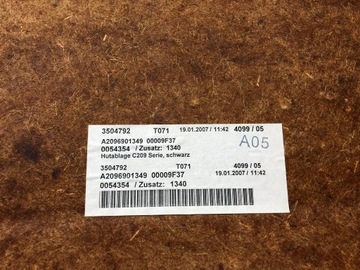 3504792 T071 19.01.2007 / 11:42 4099 / 05
A2096901349 00009F37
0054354 / Zusatz: 1340
Hutablage C209 Serie, schwarz
A05
3504792 T071 4099 / 05
A2096901349 00009F37 19.01.2007 / 11:42
0054354 / Zusatz: 1340